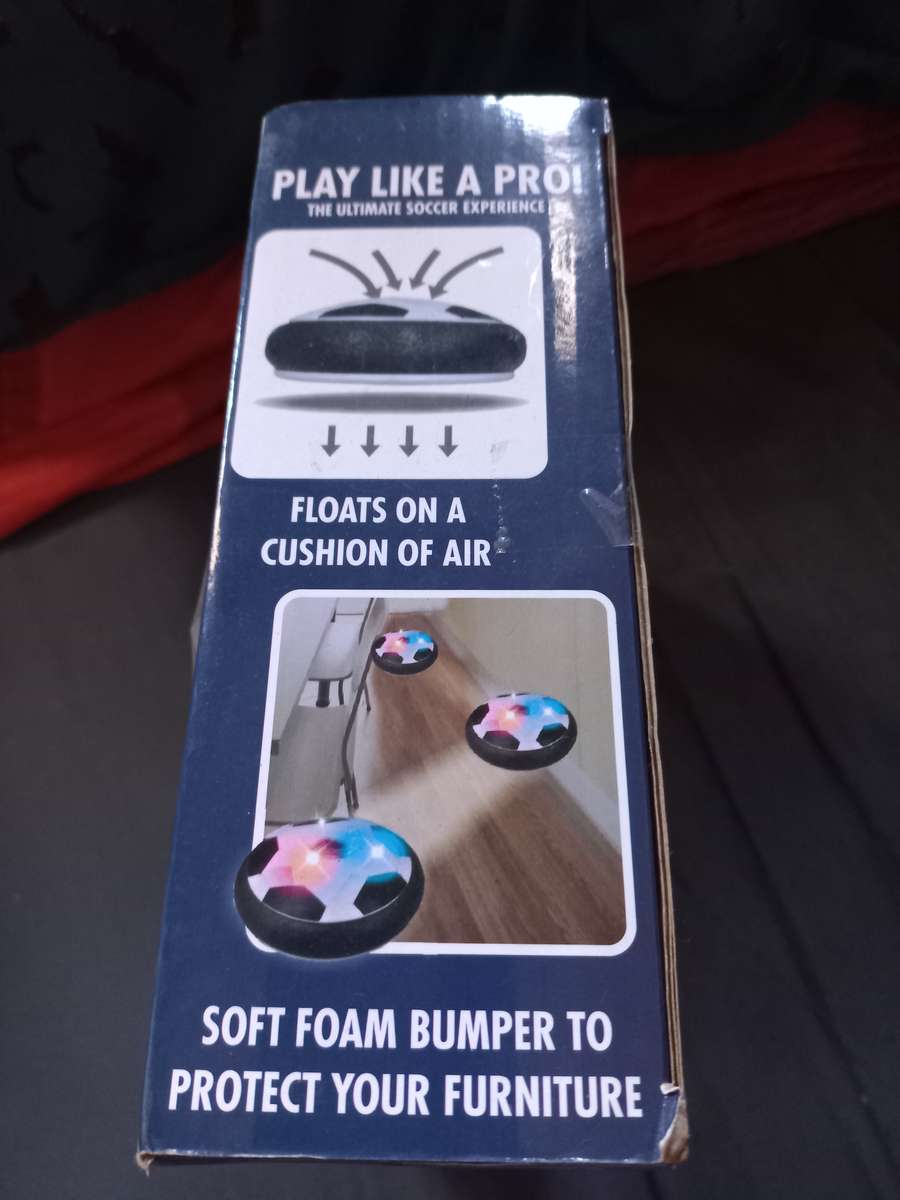 PLAY LIKE A PRO!
THE ULTIMATE SOCCER EXPERIENCE
FLOATS ON A
CUSHION OF AIR
SOFT FOAM BUMPER TO
PROTECT YOUR FURNITURE